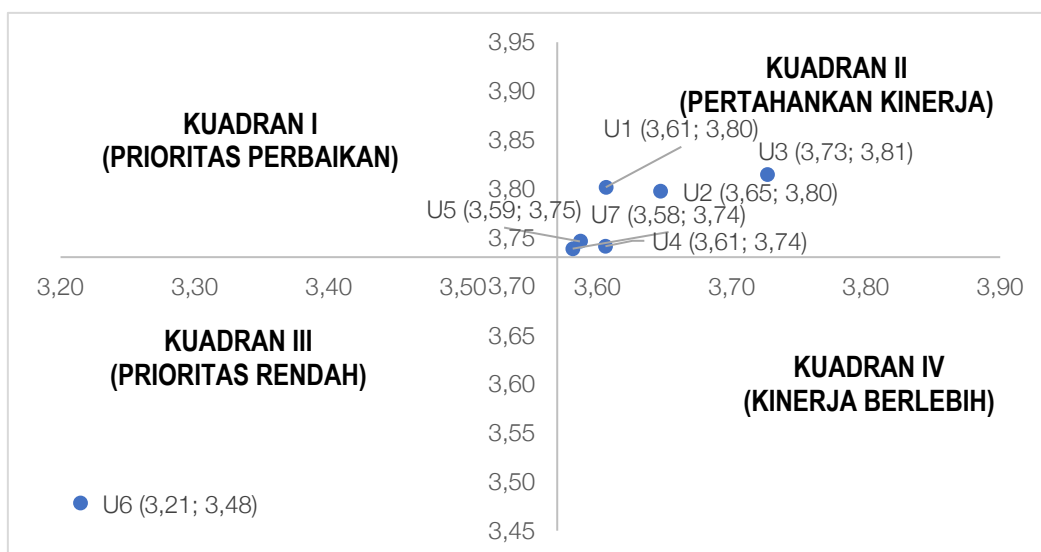 3,95
KUADRAN II
(PERTAHANKAN KINERJA)
3,90
KUADRAN I
(PRIORITAS PERBAIKAN)
U1 (3,61; 3,80)
3,85
U3 (3,73; 3,81)
3,80
U2 (3,65; 3,80)
U5 (3,59; 3,75)
U7 (3,58; 3,74)
3,75
U4 (3,61; 3,74)
3,20 3,30 3,40 3,50 3,60 3,70 3,80 3,90
3,70
KUADRAN III
(PRIORITAS RENDAH)
3,65
KUADRAN IV
(KINERJA BERLEBIH)
3,60
3,55
3,50
U6 (3,21; 3,48)
3,45